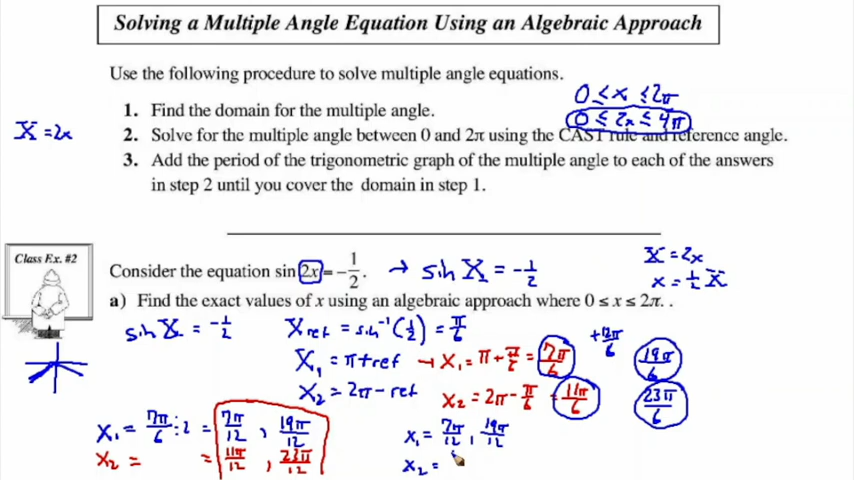 Solving a Multiple Angle Equation Using an Algebraic Approach
Use the following procedure to solve multiple angle equations.
0 ≤ x ≤ 2π
1. Find the domain for the multiple angle.
0 ≤ 2x ≤ 4π
X = 2x
2. Solve for the multiple angle between 0 and 2π using the CAST rule and reference angle.
3. Add the period of the trigonometric graph of the multiple angle to each of the answers
in step 2 until you cover the domain in step 1.
Class Ex. #2
Consider the equation sin 2x = -1/2. → sin X = -1/2
X = 2x
x = 1/2 X
a) Find the exact values of x using an algebraic approach where 0 ≤ x ≤ 2π. .
sin X = -1/2
X ref = sin⁻¹(1/2) = π/6
+12π/6
X₁ = π + ref → X₁ = π + π/6 = 7π/6
19π/6
X₂ = 2π - ref
X₂ = 2π - π/6 = 11π/6
23π/6
x₁ = 7π/6 ÷ 2 = 7π/12 , 19π/12
x₂ = = 11π/12 , 23π/12
x₁ = 7π/12 , 19π/12
x₂ =